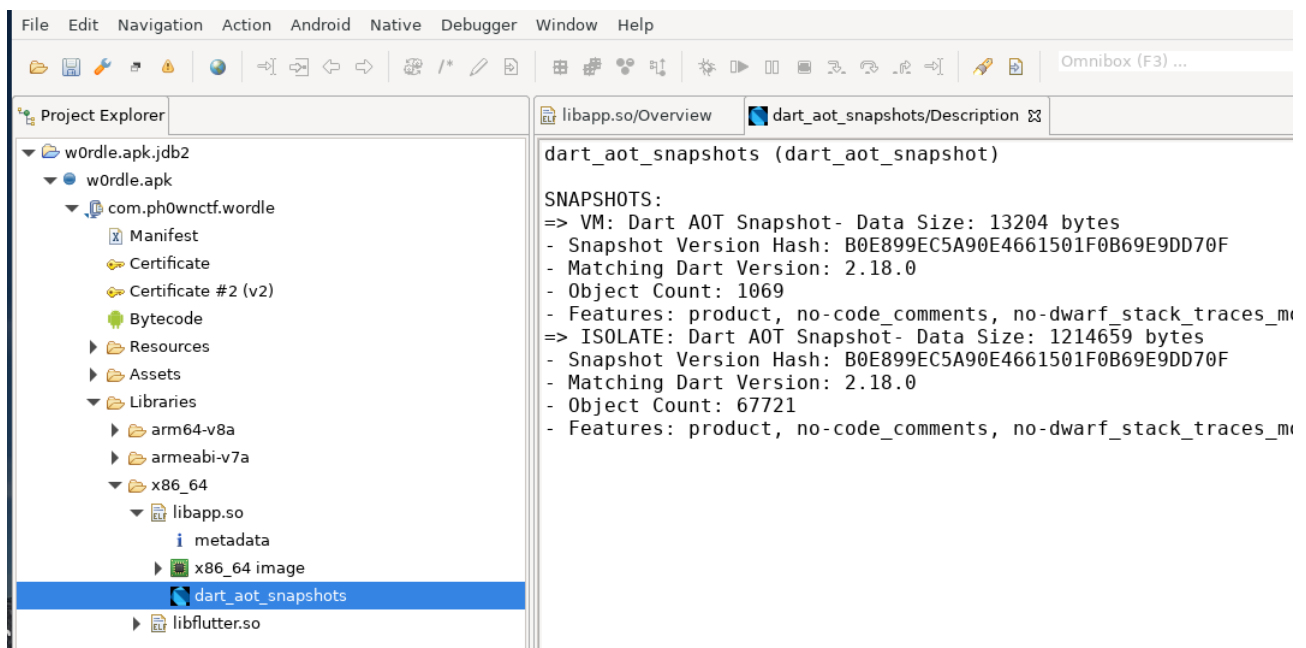 File Edit Navigation Action Android Native Debugger Window Help
Omnibox (F3) ...
Project Explorer
libapp.so/Overview
dart_aot_snapshots/Description
w0rdle.apk.jdb2
w0rdle.apk
com.ph0wnctf.wordle
Manifest
Certificate
Certificate #2 (v2)
Bytecode
Resources
Assets
Libraries
arm64-v8a
armeabi-v7a
x86_64
libapp.so
metadata
x86_64 image
dart_aot_snapshots
libflutter.so
dart_aot_snapshots (dart_aot_snapshot)
SNAPSHOTS:
=> VM: Dart AOT Snapshot- Data Size: 13204 bytes
- Snapshot Version Hash: B0E899EC5A90E4661501F0B69E9DD70F
- Matching Dart Version: 2.18.0
- Object Count: 1069
- Features: product, no-code_comments, no-dwarf_stack_traces_mo
=> ISOLATE: Dart AOT Snapshot- Data Size: 1214659 bytes
- Snapshot Version Hash: B0E899EC5A90E4661501F0B69E9DD70F
- Matching Dart Version: 2.18.0
- Object Count: 67721
- Features: product, no-code_comments, no-dwarf_stack_traces_mo